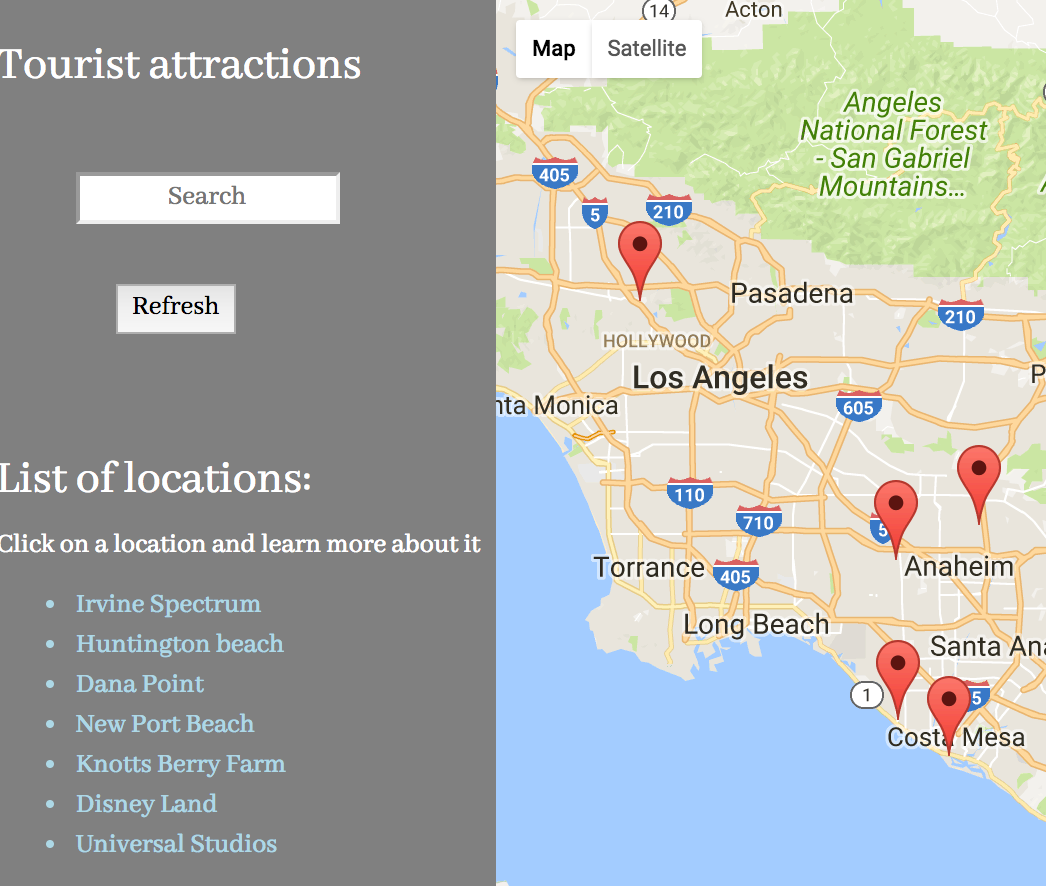 Tourist attractions
Search
Refresh
List of locations:
Click on a location and learn more about it
Irvine Spectrum
Huntington beach
Dana Point
New Port Beach
Knotts Berry Farm
Disney Land
Universal Studios
14
Acton
Map
Satellite
Angeles
National Forest
- San Gabriel
Mountains...
405
5
210
Pasadena
210
HOLLYWOOD
Los Angeles
nta Monica
605
110
710
5
Torrance
405
Anaheim
Long Beach
Santa Ana
1
5
Costa Mesa